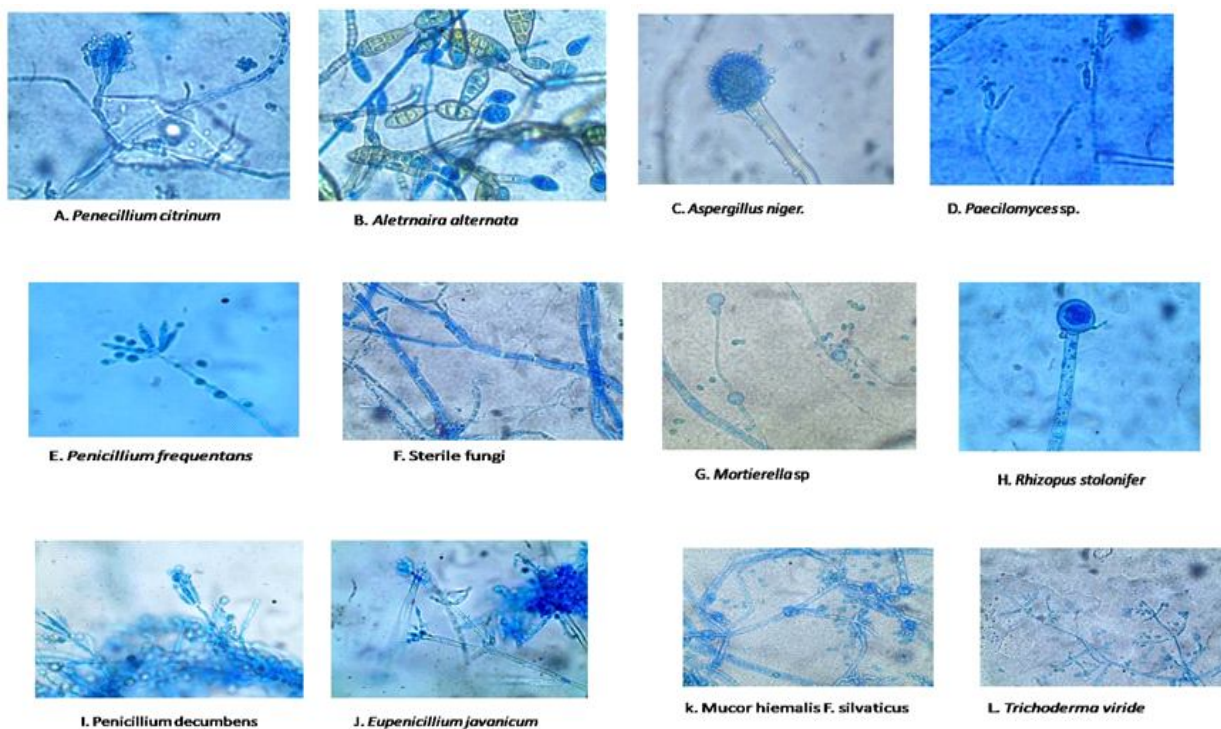 A. Penecillium citrinum
B. Aletrnaira alternata
C. Aspergillus niger.
D. Paecilomyces sp.
E. Penicillium frequentans
F. Sterile fungi
G. Mortierella sp
H. Rhizopus stolonifer
I. Penicillium decumbens
J. Eupenicillium javanicum
k. Mucor hiemalis F. silvaticus
L. Trichoderma viride